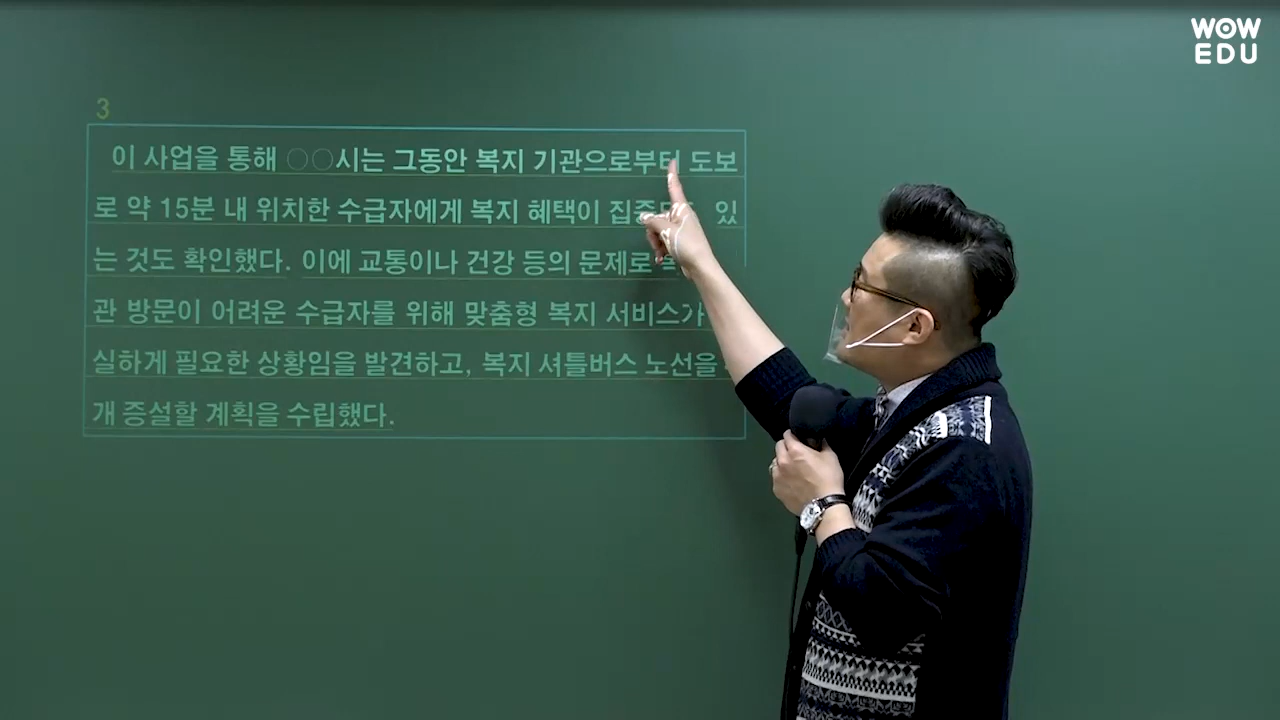 WOW
EDU
3
이 사업을 통해 ○○시는 그동안 복지 기관으로부터 도보
로 약 15분 내 위치한 수급자에게 복지 혜택이 있
는 것도 확인했다. 이에 교통이나 건강 등의 문제로
관 방문이 어려운 수급자를 위해 맞춤형 복지 서비스가
실하게 필요한 상황임을 발견하고, 복지 셔틀버스 노선을
개 증설할 계획을 수립했다.